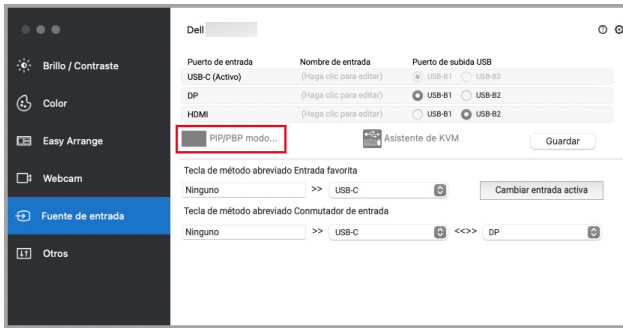 Dell
Brillo / Contraste
Color
Easy Arrange
Webcam
Fuente de entrada
Otros
Puerto de entrada Nombre de entrada Puerto de subida USB
USB-C (Activo) (Haga clic para editar) USB-B1 USB-B2
DP (Haga clic para editar) USB-B1 USB-B2
HDMI (Haga clic para editar) USB-B1 USB-B2
PIP/PBP modo... Asistente de KVM Guardar
Tecla de método abreviado Entrada favorita
Ninguno >> USB-C Cambiar entrada activa
Tecla de método abreviado Conmutador de entrada
Ninguno >> USB-C <<>> DP